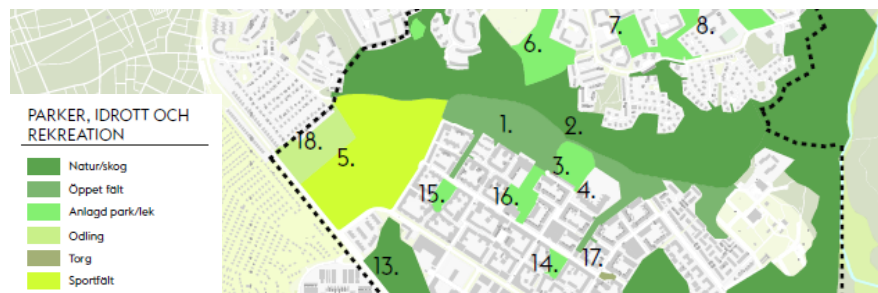 6.
7.
8.
PARKER, IDROTT OCH
REKREATION
Natur/skog
Öppet fält
Anlagd park/lek
Odling
Torg
Sportfält
1.
2.
18.
5.
3.
15.
16.
4.
13.
14.
17.